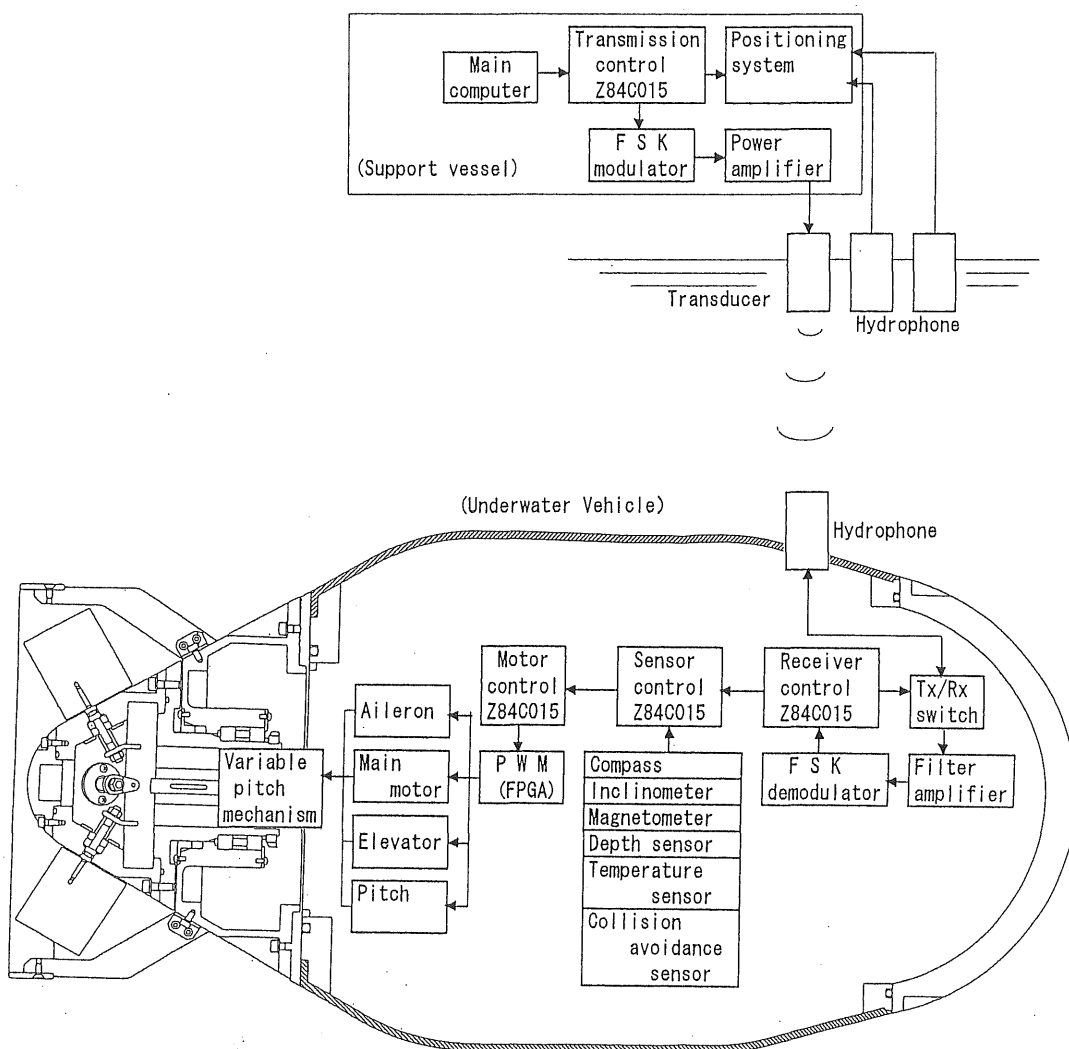 Main
computer
Transmission
control
Z84C015
Positioning
system
F S K
modulator
Power
amplifier
(Support vessel)
Transducer
Hydrophone
(Underwater Vehicle)
Hydrophone
Motor
control
Z84C015
Sensor
control
Z84C015
Receiver
control
Z84C015
Tx/Rx
switch
Aileron
Main
motor
Elevator
Pitch
Variable
pitch
mechanism
P W M
(FPGA)
Compass
Inclinometer
Magnetometer
Depth sensor
Temperature
sensor
Collision
avoidance
sensor
F S K
demodulator
Filter
amplifier